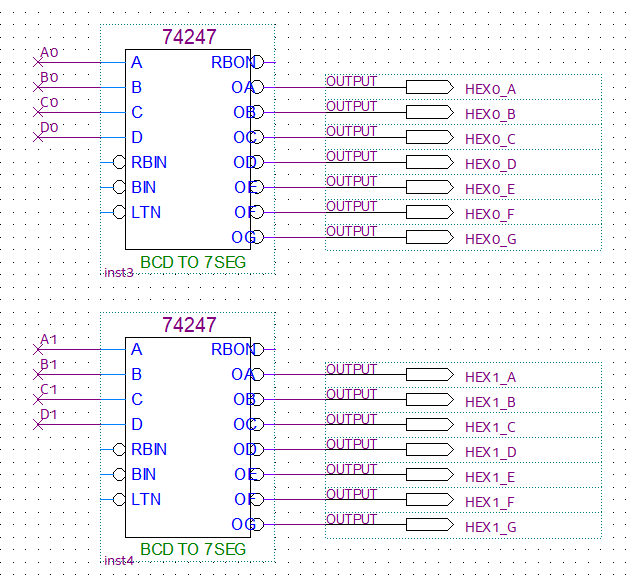 74247
A0 A RBON
B0 B OA OUTPUT HEX0_A
C0 C OB OUTPUT HEX0_B
D0 D OC OUTPUT HEX0_C
RBIN OD OUTPUT HEX0_D
BIN OE OUTPUT HEX0_E
LTN OF OUTPUT HEX0_F
OG OUTPUT HEX0_G
BCD TO 7SEG
inst3
74247
A1 A RBON
B1 B OA OUTPUT HEX1_A
C1 C OB OUTPUT HEX1_B
D1 D OC OUTPUT HEX1_C
RBIN OD OUTPUT HEX1_D
BIN OE OUTPUT HEX1_E
LTN OF OUTPUT HEX1_F
OG OUTPUT HEX1_G
BCD TO 7SEG
inst4